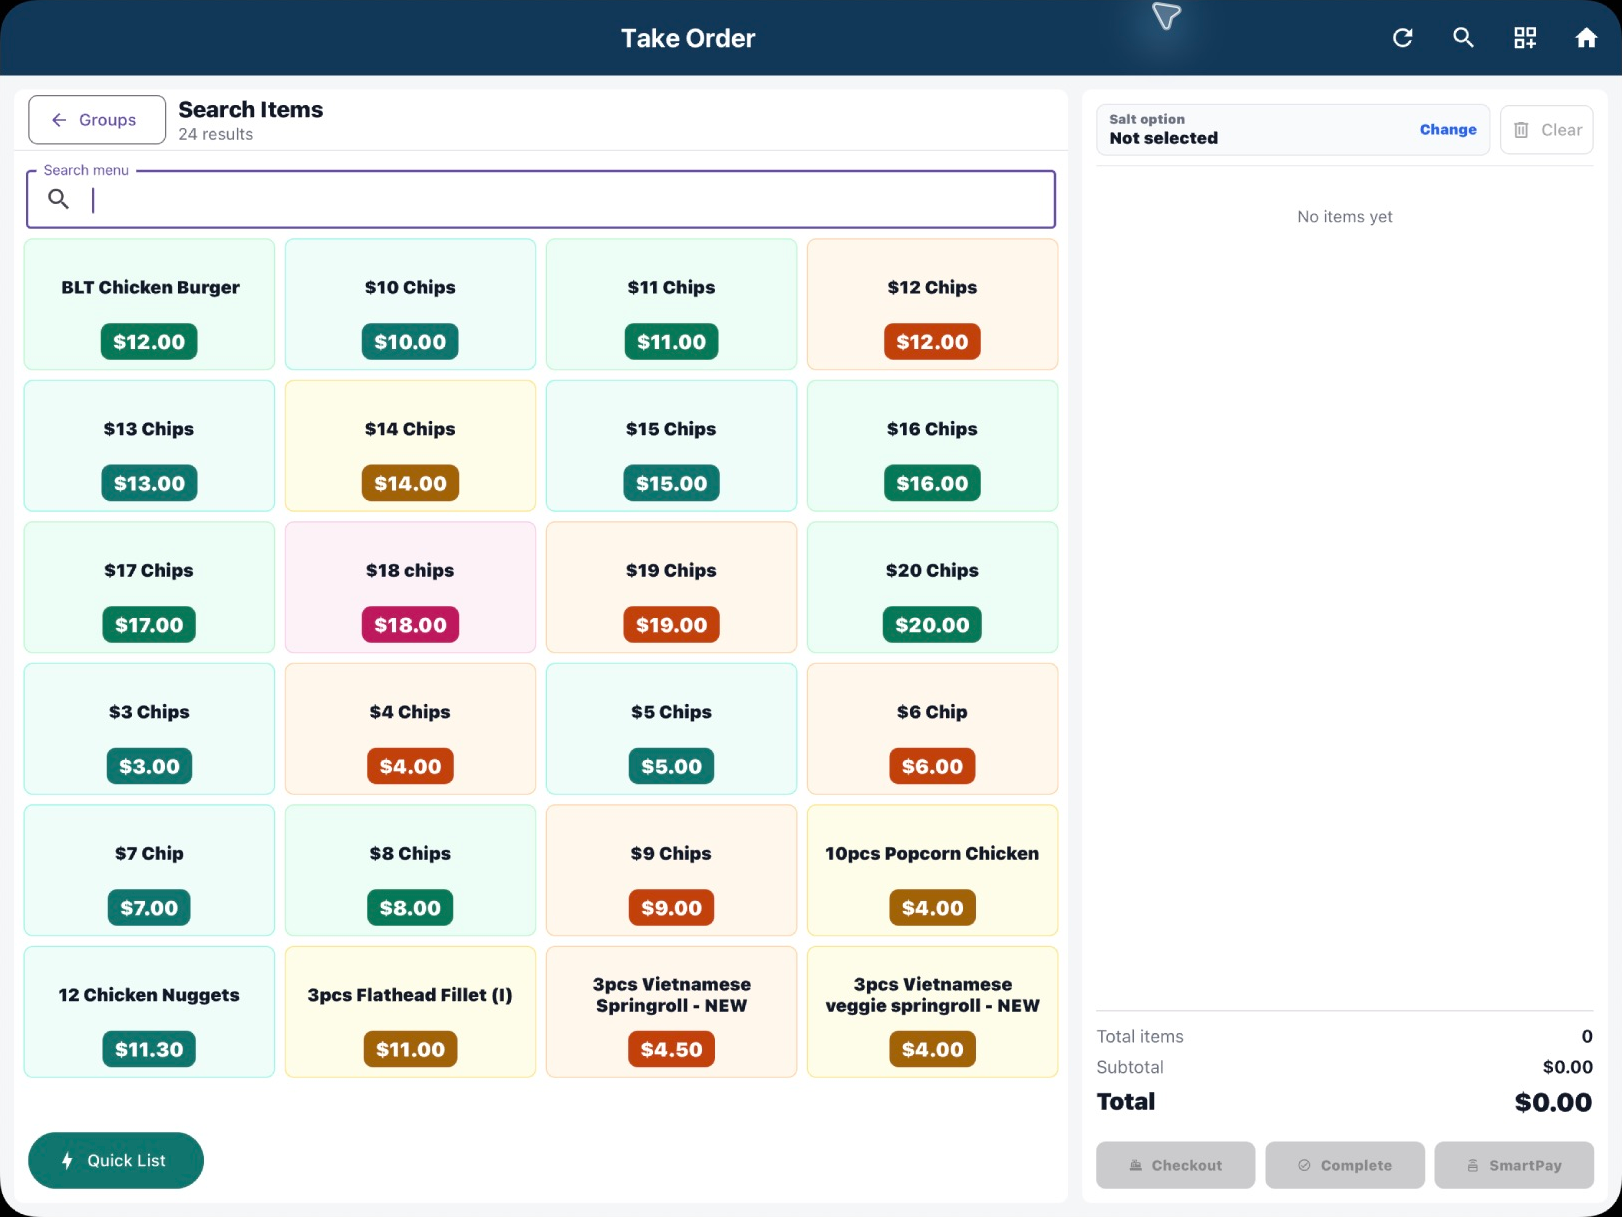 Take Order
Groups
Search Items
24 results
Search menu
BLT Chicken Burger
$12.00
$10 Chips
$10.00
$11 Chips
$11.00
$12 Chips
$12.00
$13 Chips
$13.00
$14 Chips
$14.00
$15 Chips
$15.00
$16 Chips
$16.00
$17 Chips
$17.00
$18 chips
$18.00
$19 Chips
$19.00
$20 Chips
$20.00
$3 Chips
$3.00
$4 Chips
$4.00
$5 Chips
$5.00
$6 Chip
$6.00
$7 Chip
$7.00
$8 Chips
$8.00
$9 Chips
$9.00
10pcs Popcorn Chicken
$4.00
12 Chicken Nuggets
$11.30
3pcs Flathead Fillet (I)
$11.00
3pcs Vietnamese
Springroll - NEW
$4.50
3pcs Vietnamese
veggie springroll - NEW
$4.00
Quick List
Salt option
Not selected
Change
Clear
No items yet
Total items 0
Subtotal $0.00
Total $0.00
Checkout
Complete
SmartPay